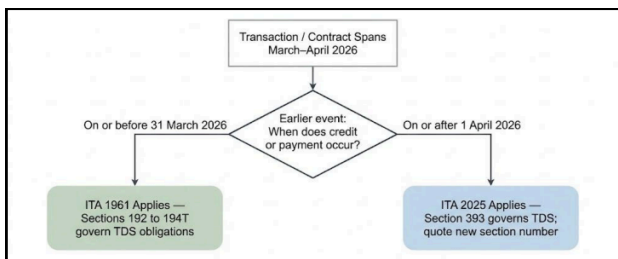 Transaction / Contract Spans
March–April 2026
Earlier event:
When does credit
or payment occur?
On or before 31 March 2026
On or after 1 April 2026
ITA 1961 Applies —
Sections 192 to 194T
govern TDS obligations
ITA 2025 Applies —
Section 393 governs TDS;
quote new section number